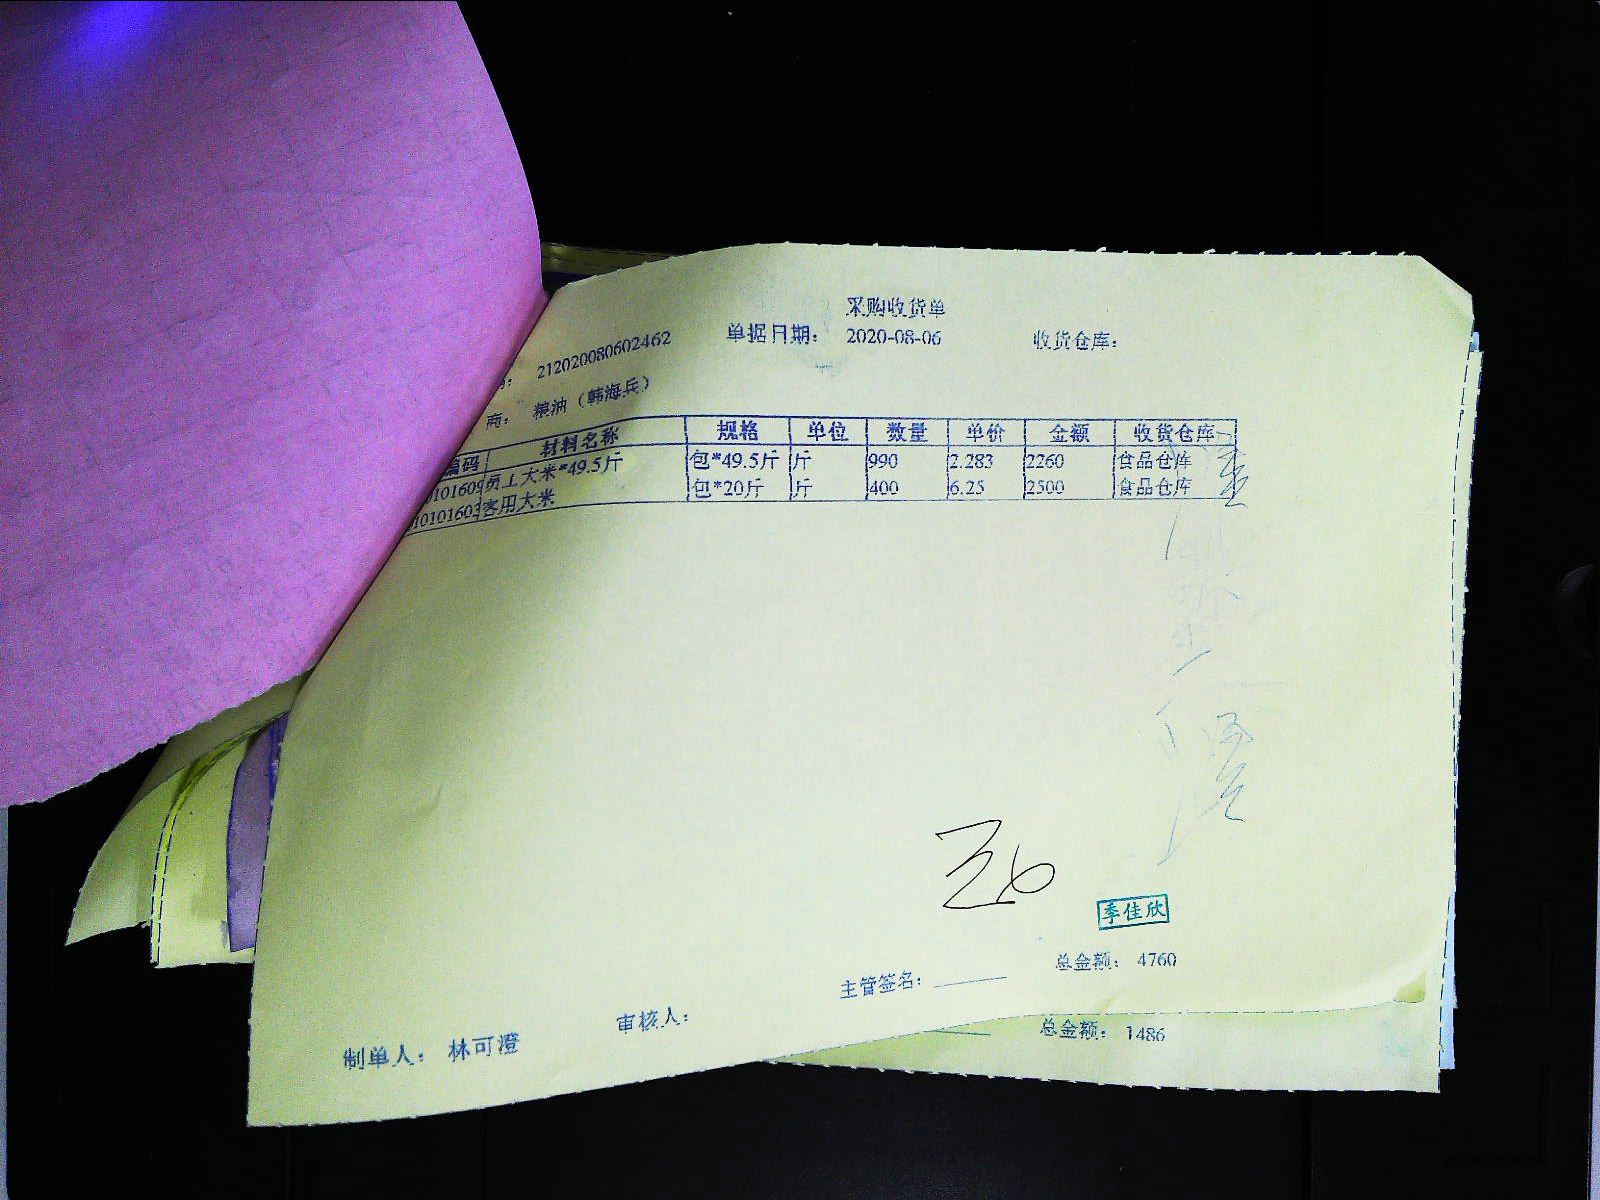 采购收货单
212020080602462 单据日期： 2020-08-06 收货仓库：
商： 粮油（韩海兵）
编码 材料名称 规格 单位 数量 单价 金额 收货仓库
员工大米*49.5斤 包*49.5斤 斤 990 2.283 2260 食品仓库
客用大米 包*20斤 斤 400 6.25 2500 食品仓库
季佳欣
主管签名： 总金额： 4760
制单人： 林可澄 审核人：
总金额： 1486